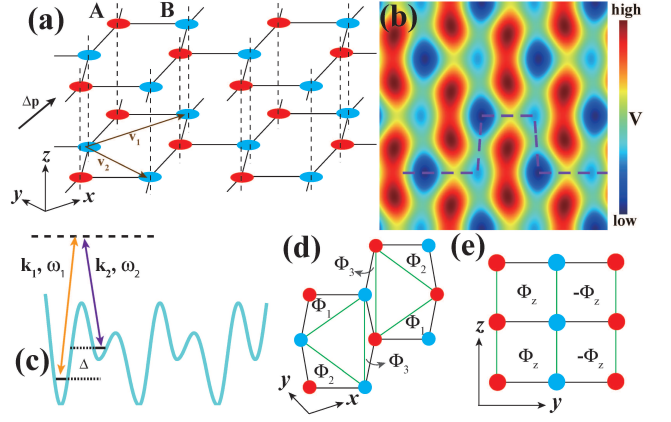 (a)
A
B
Δp
v₁
v₂
z
y
x
(b)
high
V
low
(c)
k₁, ω₁
k₂, ω₂
Δ
(d)
Φ₃
Φ₂
Φ₁
Φ₁
Φ₃
Φ₂
y
x
(e)
Φz
-Φz
Φz
-Φz
z
y